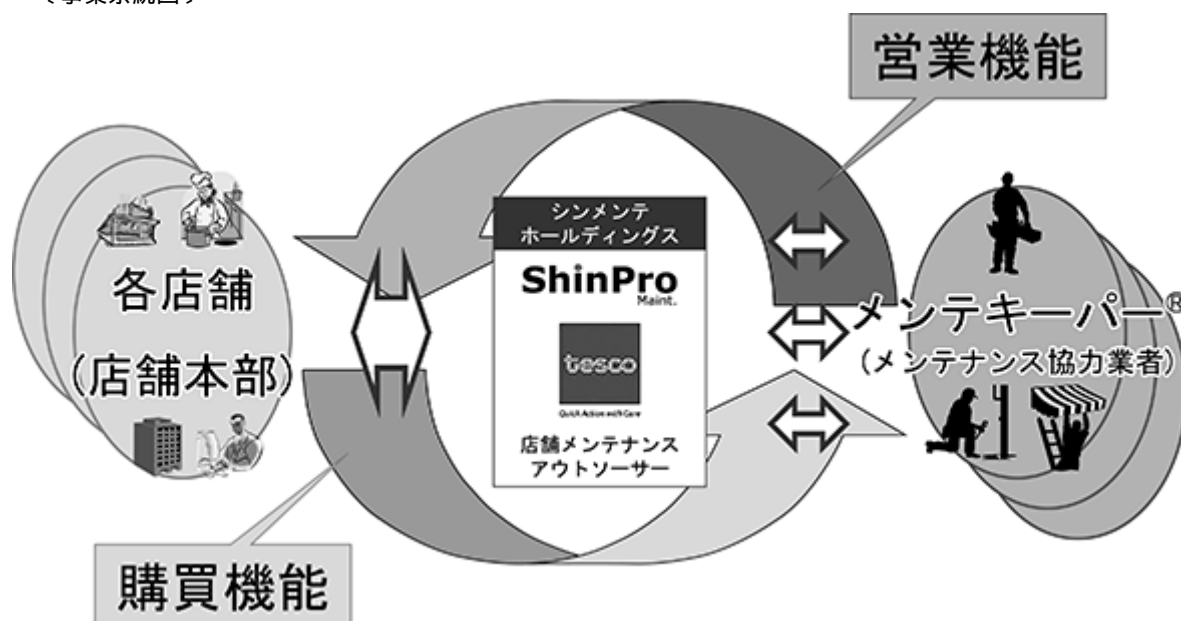 営業機能
シンメンテ
ホールディングス
ShinPro
Maint.
tesco
Quick Action with Care
店舗メンテナンス
アウトソーサー
各店舗
(店舗本部)
メンテキーパー®
(メンテナンス協力業者)
購買機能